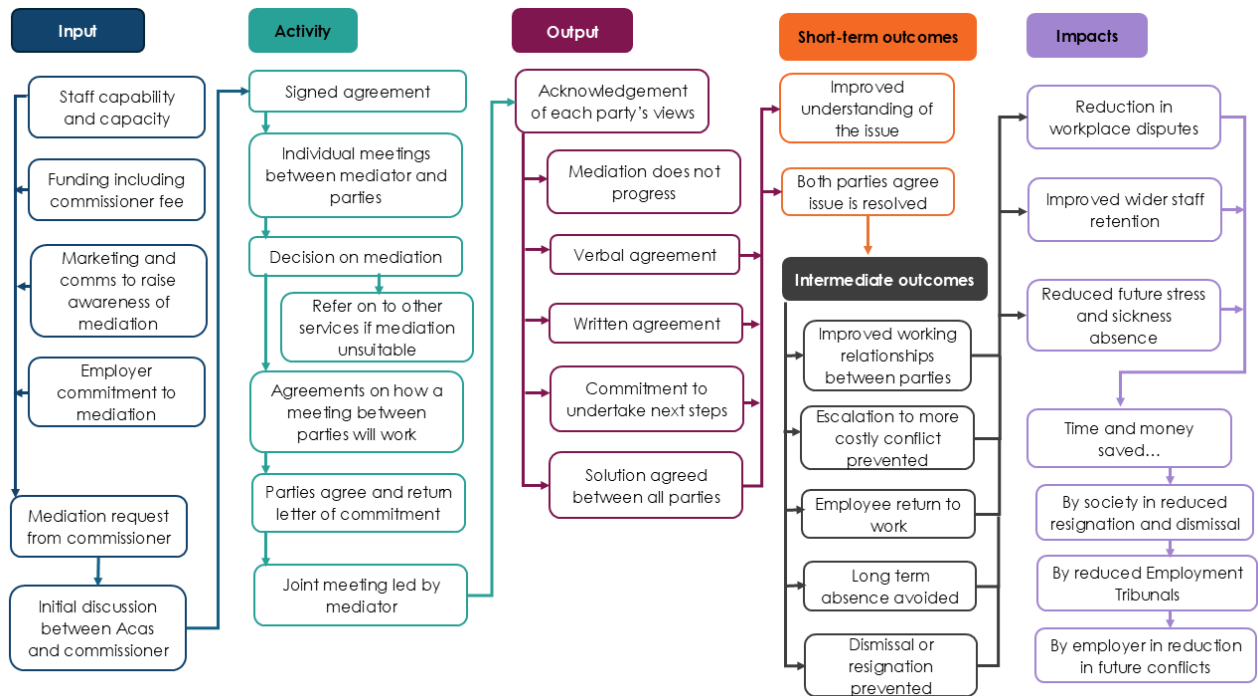 Input
Staff capability
and capacity
Funding including
commissioner fee
Marketing and
comms to raise
awareness of
mediation
Employer
commitment to
mediation
Mediation request
from commissioner
Initial discussion
between Acas
and commissioner
Activity
Signed agreement
Individual meetings
between mediator and
parties
Decision on mediation
Refer on to other
services if mediation
unsuitable
Agreements on how a
meeting between
parties will work
Parties agree and return
letter of commitment
Joint meeting led by
mediator
Output
Acknowledgement
of each party's views
Mediation does not
progress
Verbal agreement
Written agreement
Commitment to
undertake next steps
Solution agreed
between all parties
Short-term outcomes
Improved
understanding of
the issue
Both parties agree
issue is resolved
Intermediate outcomes
Improved working
relationships
between parties
Escalation to more
costly conflict
prevented
Employee return to
work
Long term
absence avoided
Dismissal or
resignation
prevented
Impacts
Reduction in
workplace disputes
Improved wider staff
retention
Reduced future stress
and sickness
absence
Time and money
saved…
By society in reduced
resignation and dismissal
By reduced Employment
Tribunals
By employer in reduction
in future conflicts